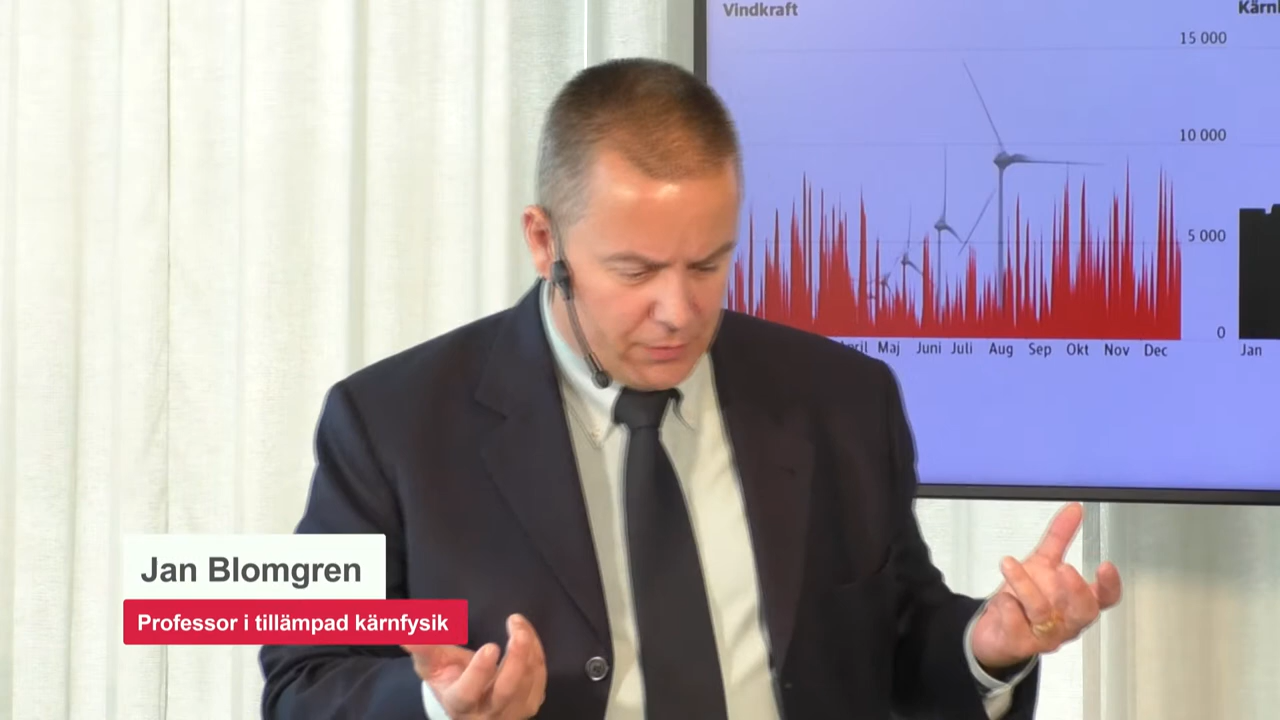 Vindkraft
15 000
10 000
5 000
0
Maj Juni Juli Aug Sep Okt Nov Dec
Jan
Jan Blomgren
Professor i tillämpad kärnfysik